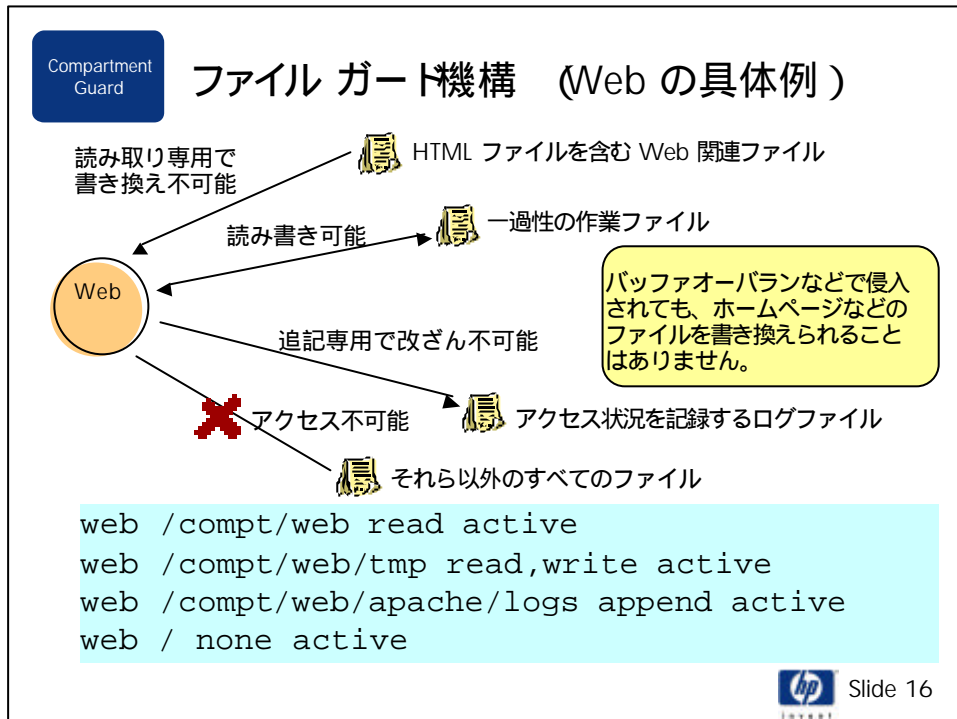 Compartment
Guard
ファイル ガード機構 (Web の具体例 )
読み取り専用で
書き換え不可能
HTML ファイルを含む Web 関連ファイル
読み書き可能
一過性の作業ファイル
Web
バッファオーバランなどで侵入
されても、ホームページなどの
ファイルを書き換えられること
はありません。
追記専用で改ざん不可能
アクセス不可能
アクセス状況を記録するログファイル
それら以外のすべてのファイル
web /compt/web read active
web /compt/web/tmp read,write active
web /compt/web/apache/logs append active
web / none active
hp
invent
Slide 16